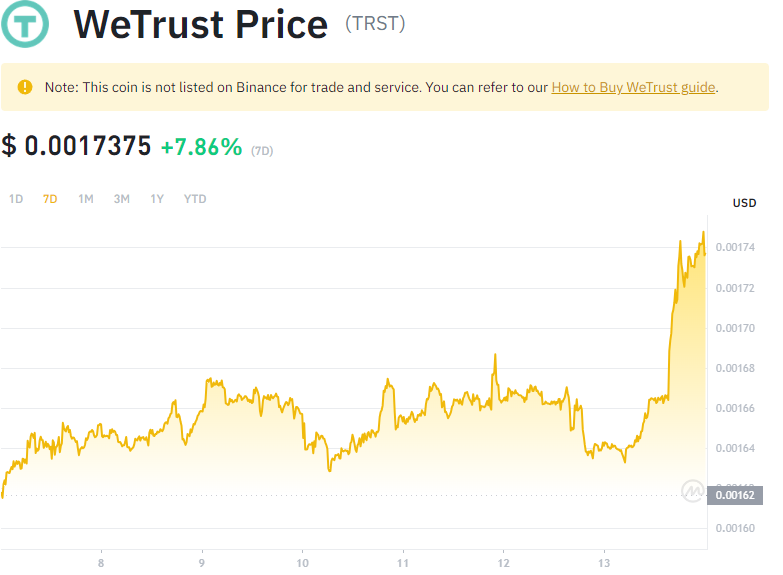 WeTrust Price (TRST)
Note: This coin is not listed on Binance for trade and service. You can refer to our How to Buy WeTrust guide.
$ 0.0017375 +7.86% (7D)
1D 7D 1M 3M 1Y YTD
USD
0.00174
0.00172
0.00170
0.00168
0.00166
0.00164
0.00162
0.00160
8 9 10 11 12 13